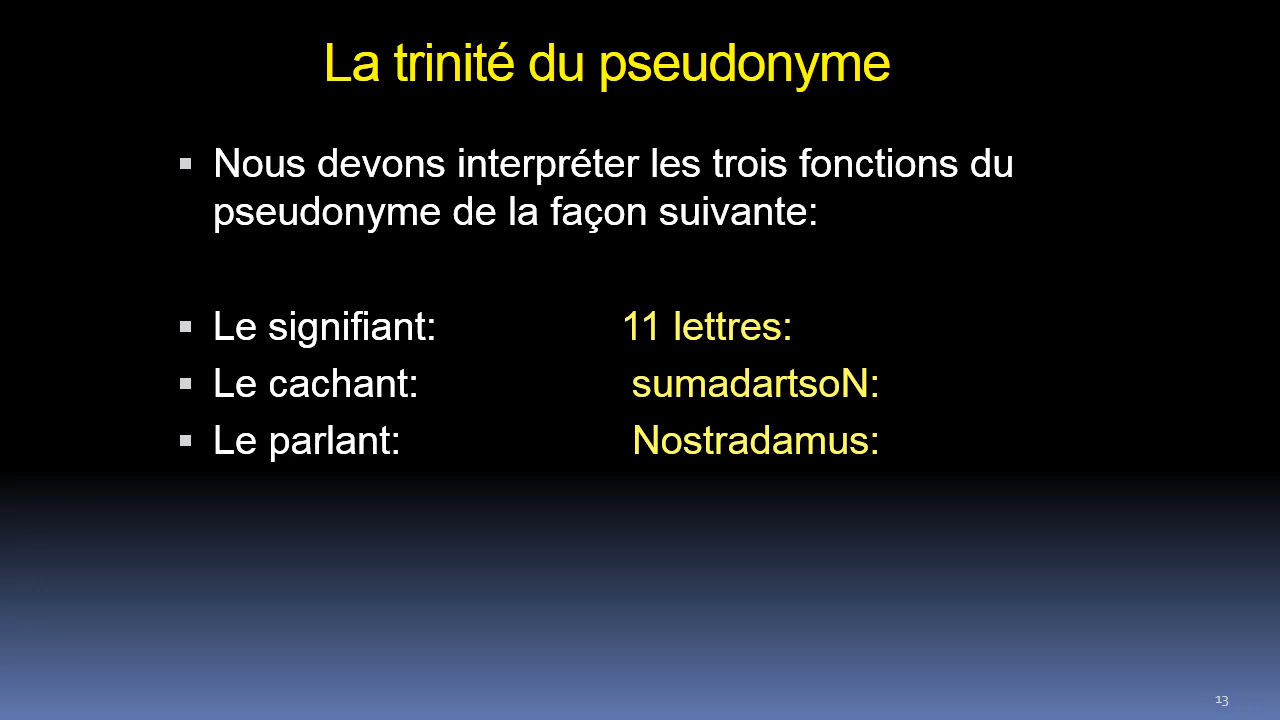 La trinité du pseudonyme
▪ Nous devons interpréter les trois fonctions du
pseudonyme de la façon suivante:
▪ Le signifiant: 11 lettres:
▪ Le cachant: sumadartsoN:
▪ Le parlant: Nostradamus:
13